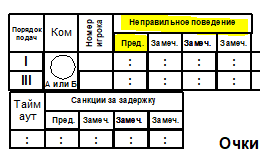 Порядок подач Ком Номер игрока Неправильное поведение
Пред. Замеч. Замеч. Замеч.
I : : : :
III А или Б : : : :
Тайм аут Санкции за задержку
Пред. Замеч. Замеч. Замеч.
: : : : : :
Очки